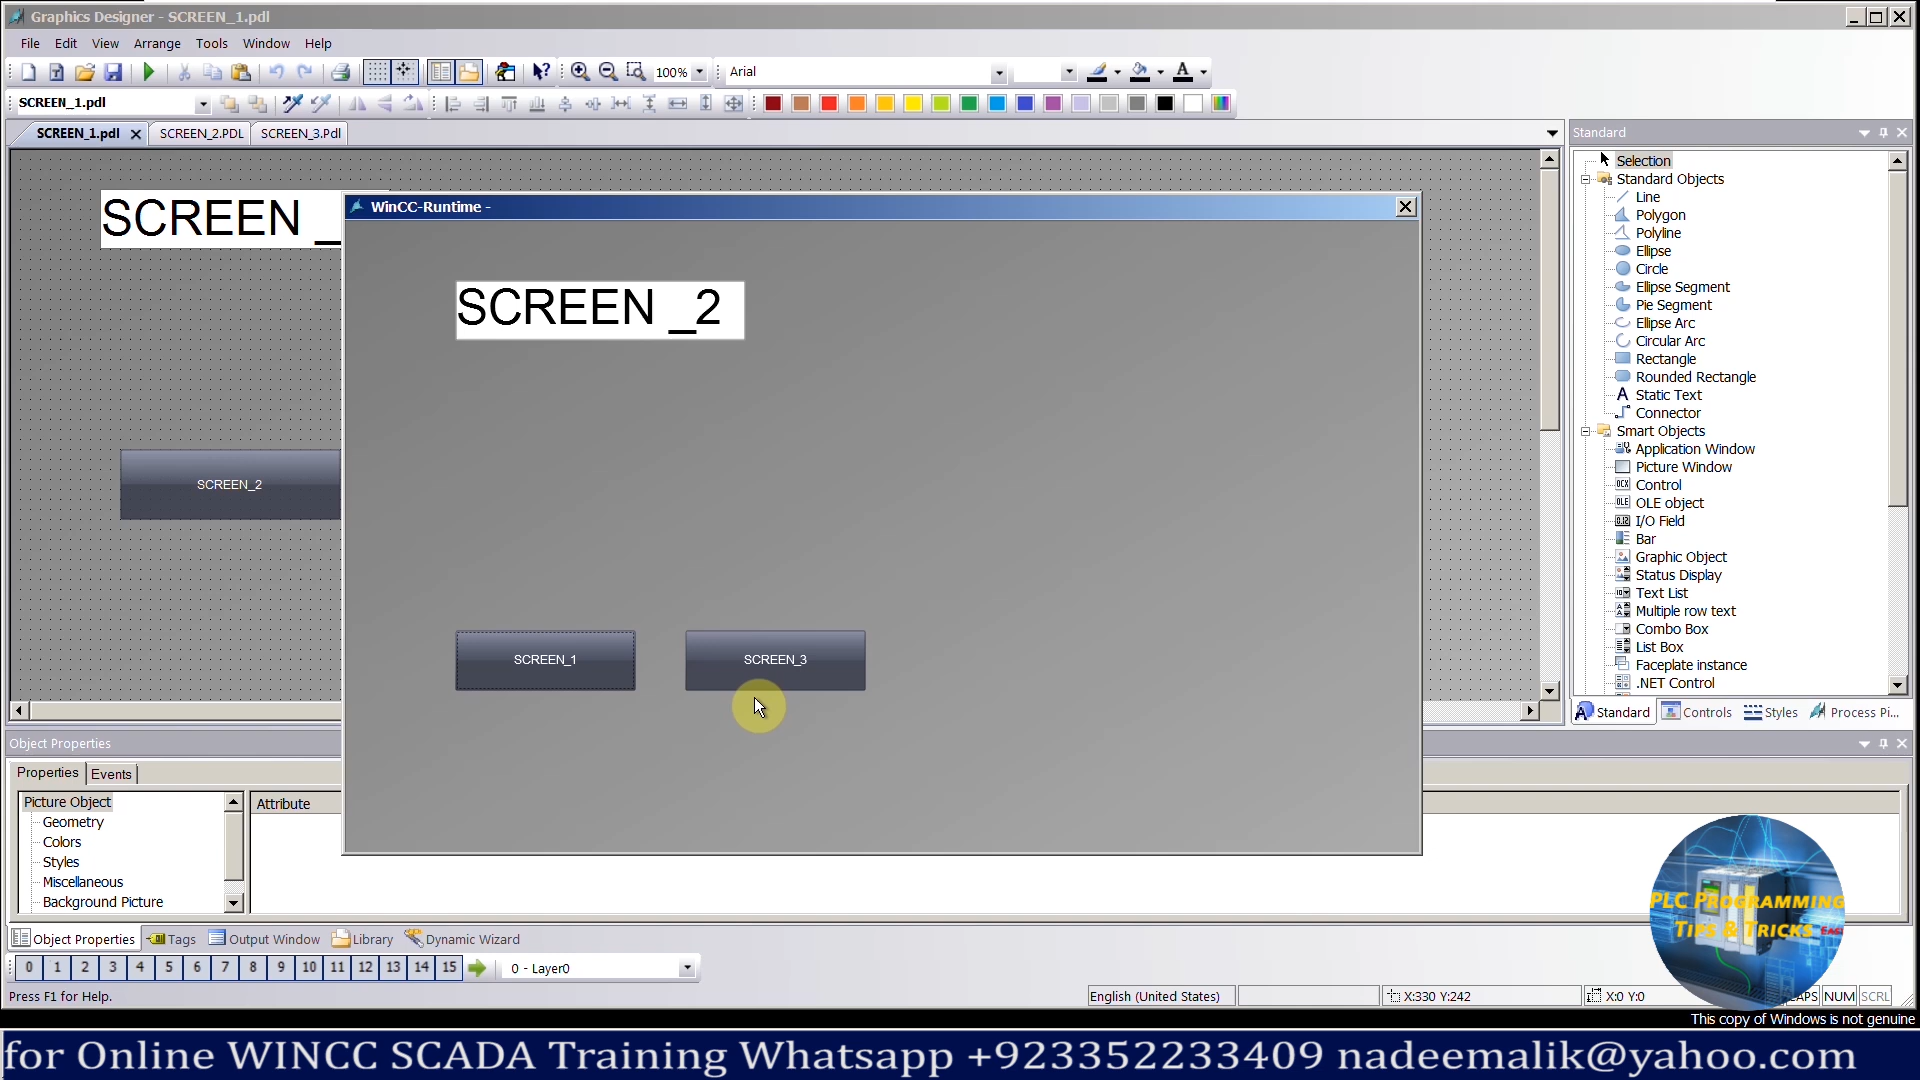 Graphics Designer - SCREEN_1.pdl
File Edit View Arrange Tools Window Help
100% Arial
SCREEN_1.pdl
SCREEN_1.pdl SCREEN_2.PDL SCREEN_3.Pdl
Standard
SCREEN _
WinCC-Runtime -
SCREEN _2
SCREEN_2
SCREEN_1 SCREEN_3
Selection
Standard Objects
Line
Polygon
Polyline
Ellipse
Circle
Ellipse Segment
Pie Segment
Ellipse Arc
Circular Arc
Rectangle
Rounded Rectangle
Static Text
Connector
Smart Objects
Application Window
Picture Window
Control
OLE object
I/O Field
Bar
Graphic Object
Status Display
Text List
Multiple row text
Combo Box
List Box
Faceplate instance
.NET Control
Standard Controls Styles Process Pi...
Object Properties
Properties Events
Picture Object
Geometry
Colors
Styles
Miscellaneous
Background Picture
Attribute
PLC PROGRAMMING
TIPS & TRICKS
Object Properties Tags Output Window Library Dynamic Wizard
0 1 2 3 4 5 6 7 8 9 10 11 12 13 14 15 0 - Layer0
Press F1 for Help. English (United States) X:330 Y:242 X:0 Y:0 CAPS NUM SCRL
This copy of Windows is not genuine
for Online WINCC SCADA Training Whatsapp +923352233409 nadeemalik@yahoo.com